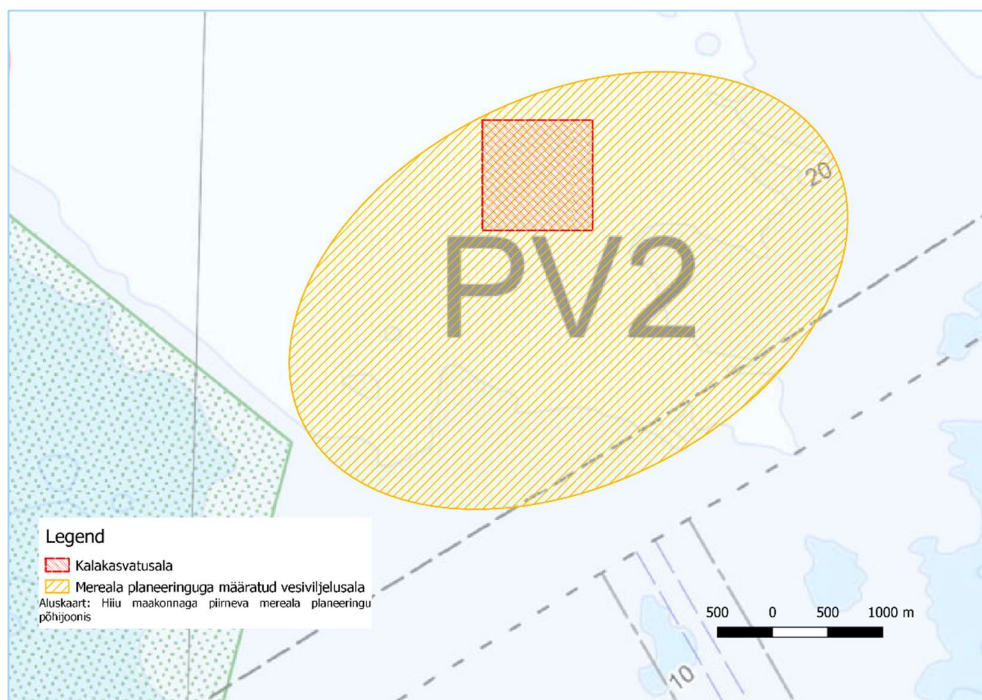 20
PV2
Legend
Kalakasvatusala
Mereala planeeringuga määratud vesiviljelusala
Aluskaart: Hiiu maakonnaga piirneva mereala planeeringu
põhijoonis
500 0 500 1000 m
10